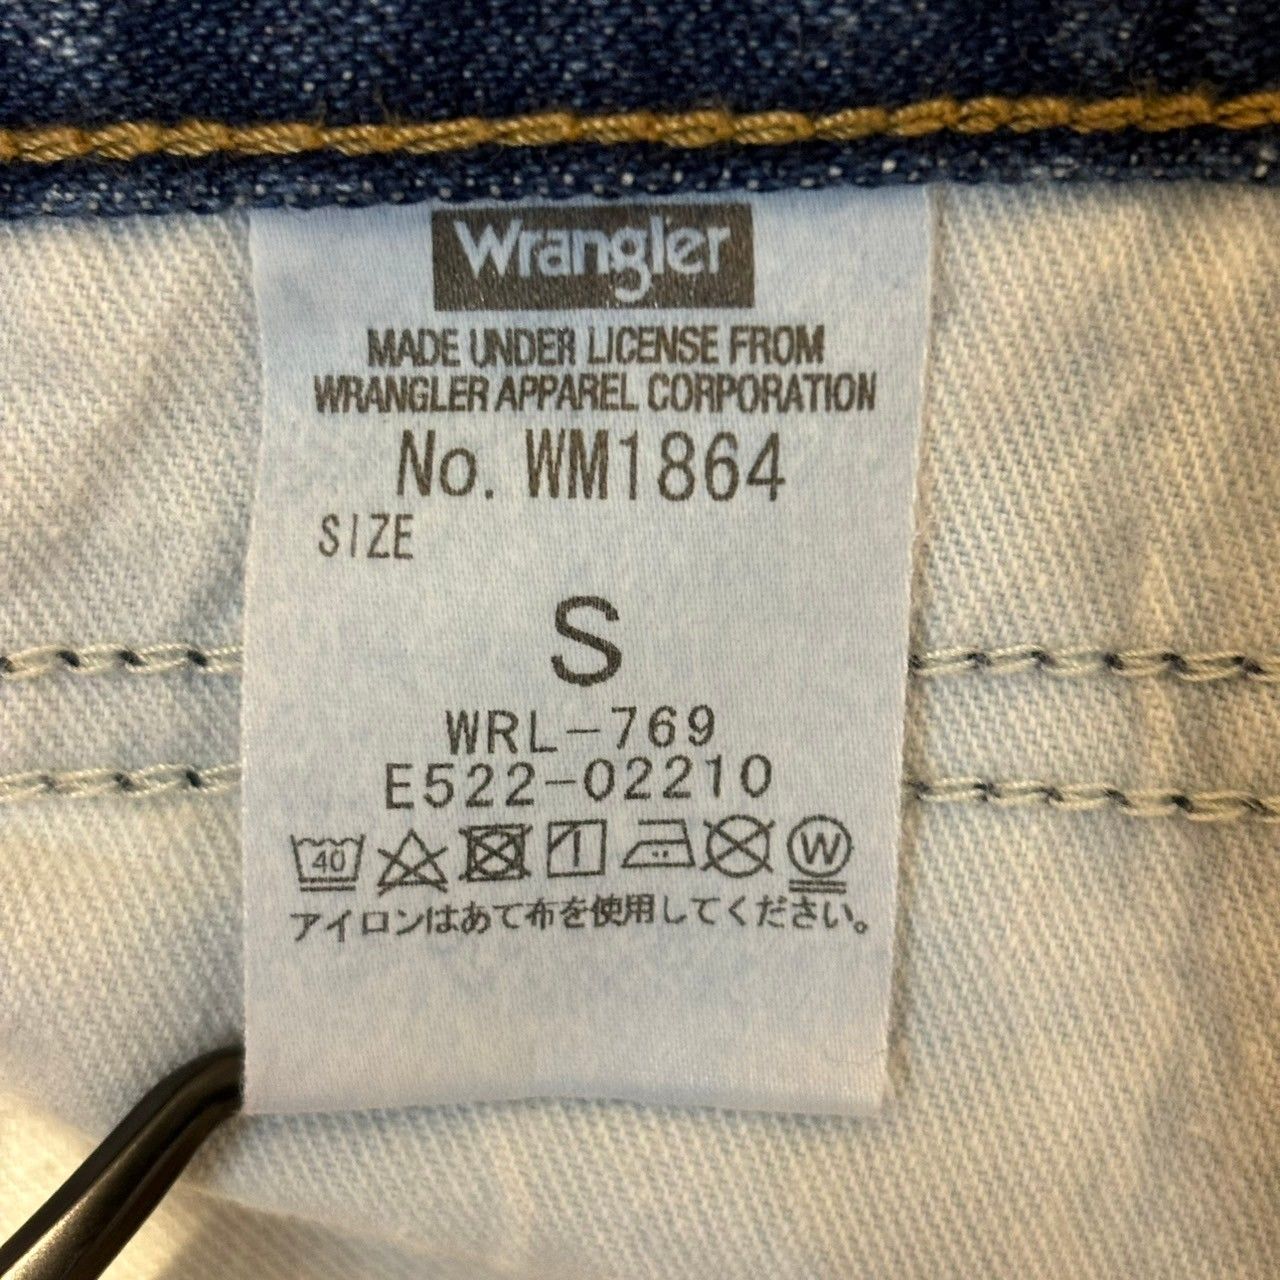 Wrangler
MADE UNDER LICENSE FROM
WRANGLER APPAREL CORPORATION
No. WM1864
SIZE
S
WRL-769
E522-02210
40 W
アイロンはあて布を使用してください。